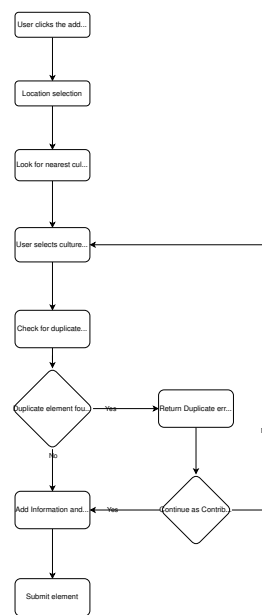 User clicks the add...
Location selection
Look for nearest cul...
User selects culture...
Check for duplicate...
Duplicate element fou...
Yes
Return Duplicate err...
No
Add Information and...
Yes
Continue as Contrib...
Submit element